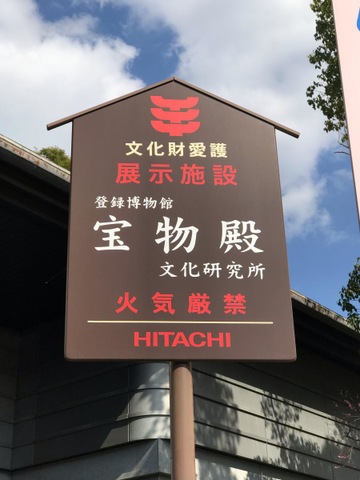 文化財愛護
展示施設
登録博物館
宝物殿
文化研究所
火気厳禁
HITACHI